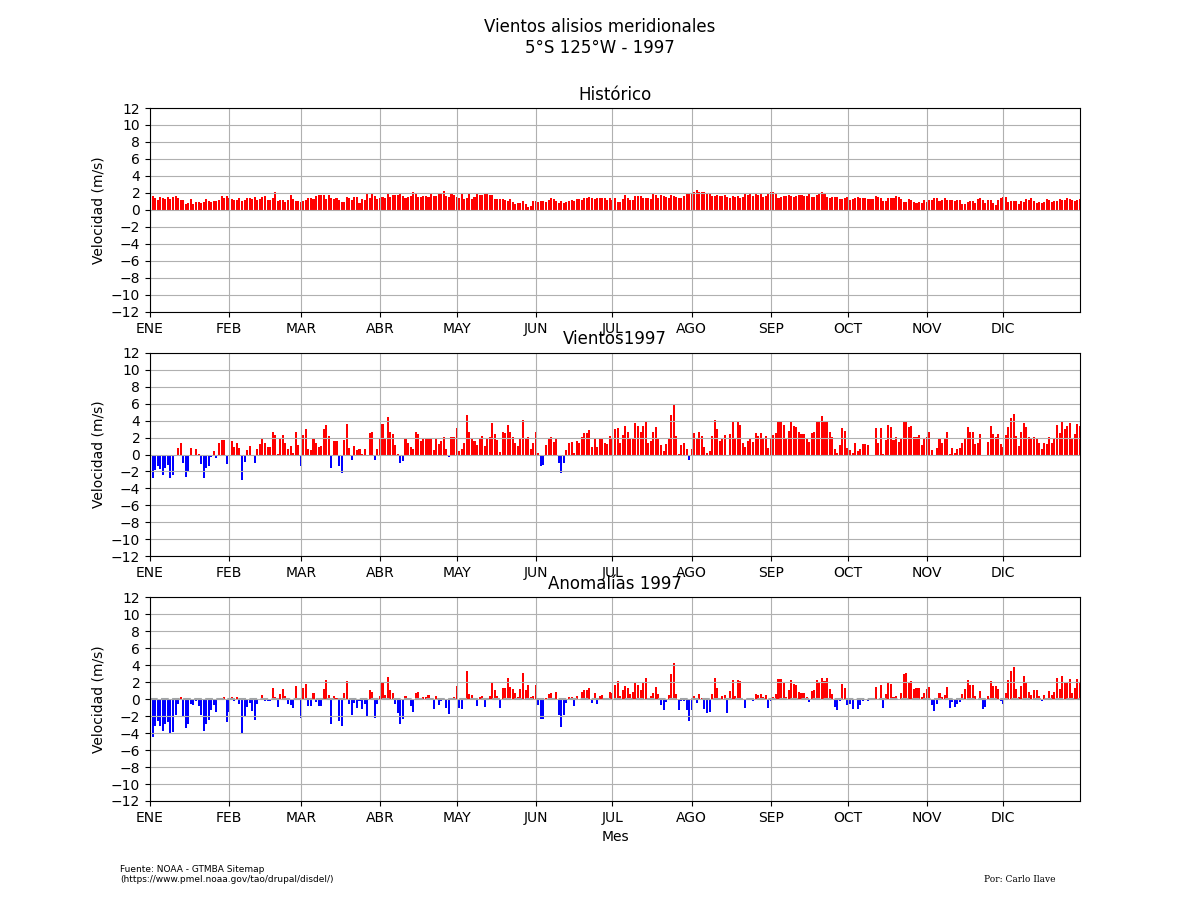 Vientos alisios meridionales
5°S 125°W - 1997
Histórico
12
10
8
6
4
2
0
−2
−4
−6
−8
−10
−12
Velocidad (m/s)
ENE FEB MAR ABR MAY JUN JUL AGO SEP OCT NOV DIC
Vientos1997
12
10
8
6
4
2
0
−2
−4
−6
−8
−10
−12
Velocidad (m/s)
ENE FEB MAR ABR MAY JUN JUL AGO SEP OCT NOV DIC
Anomalías 1997
12
10
8
6
4
2
0
−2
−4
−6
−8
−10
−12
Velocidad (m/s)
ENE FEB MAR ABR MAY JUN JUL AGO SEP OCT NOV DIC
Mes
Fuente: NOAA - GTMBA Sitemap
(https://www.pmel.noaa.gov/tao/drupal/disdel/)
Por: Carlo Ilave